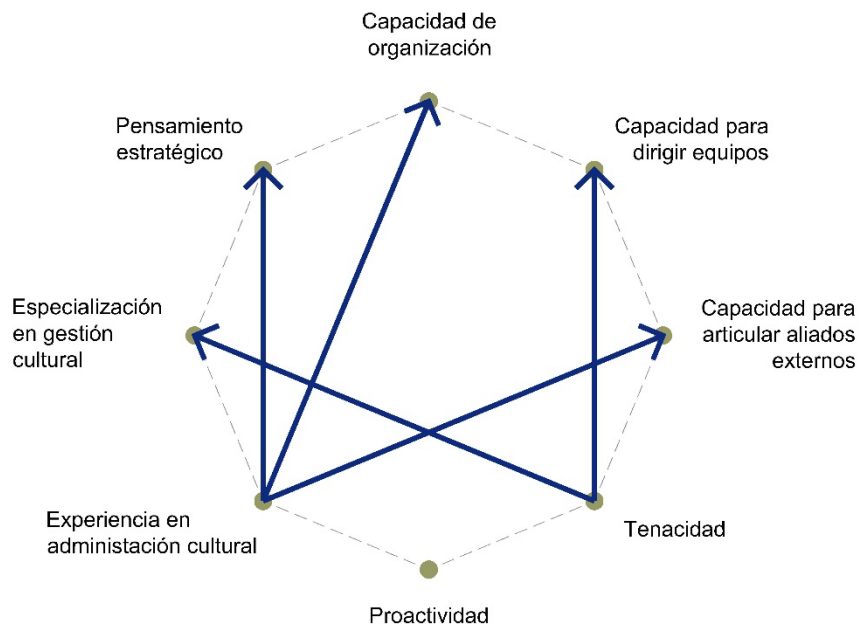 Capacidad de
organización
Pensamiento
estratégico
Capacidad para
dirigir equipos
Especialización
en gestión
cultural
Capacidad para
articular aliados
externos
Experiencia en
administación cultural
Tenacidad
Proactividad